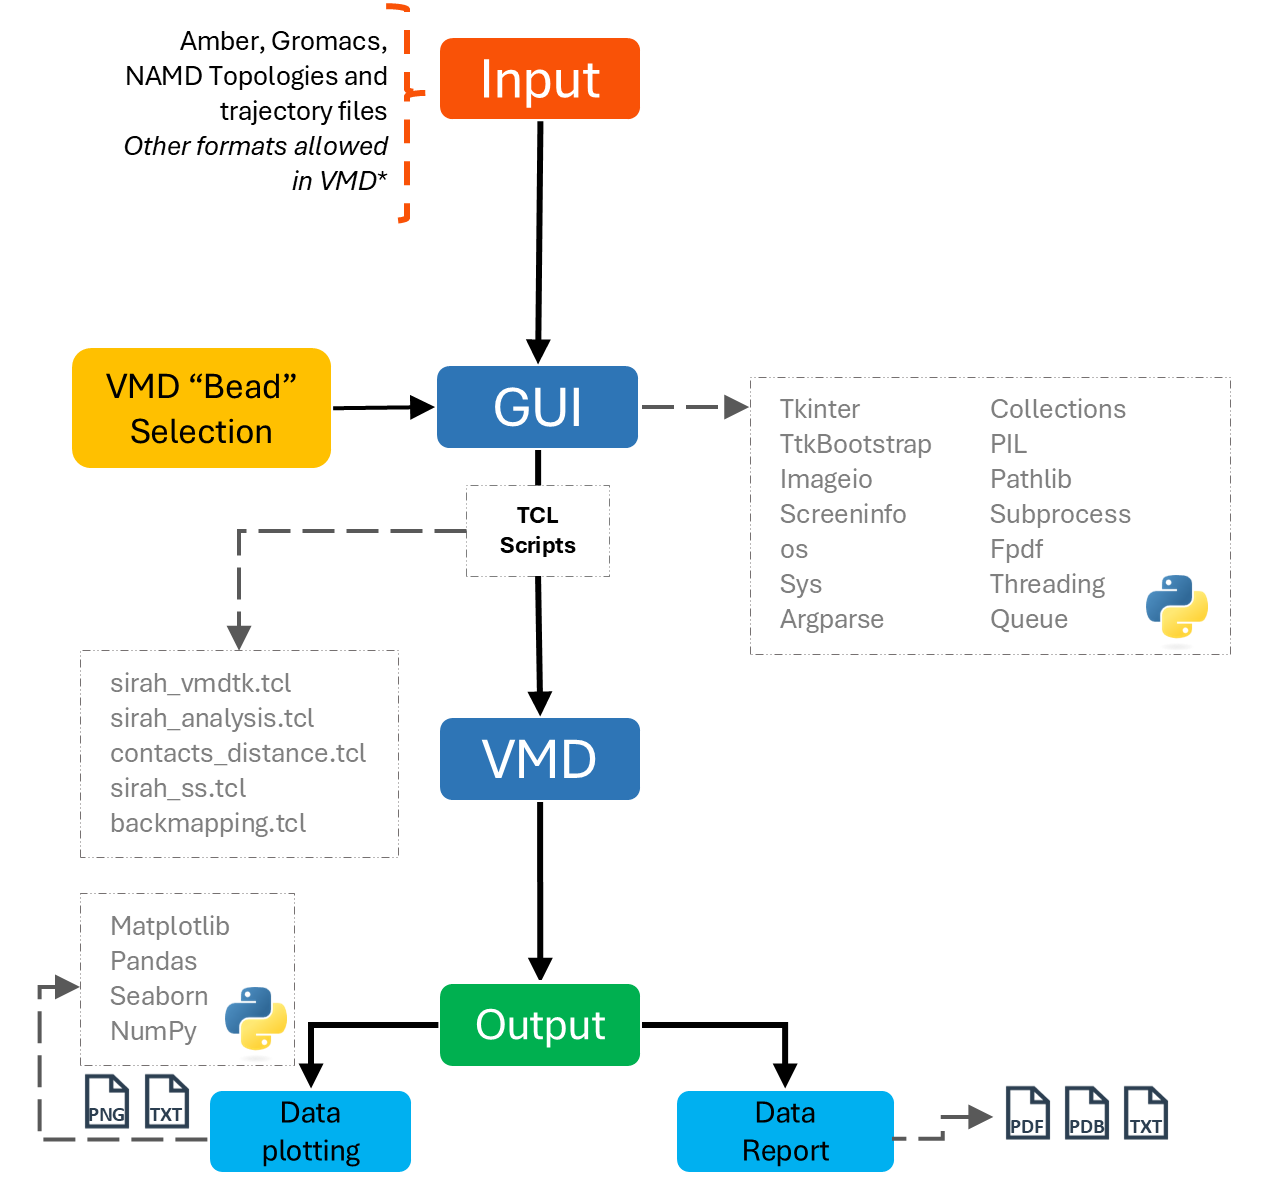 Amber, Gromacs,
NAMD Topologies and
trajectory files
Other formats allowed
in VMD*
Input
VMD “Bead”
Selection
GUI
Tkinter
TtkBootstrap
Imageio
Screeninfo
os
Sys
Argparse
Collections
PIL
Pathlib
Subprocess
Fpdf
Threading
Queue
TCL
Scripts
sirah_vmdtk.tcl
sirah_analysis.tcl
contacts_distance.tcl
sirah_ss.tcl
backmapping.tcl
VMD
Matplotlib
Pandas
Seaborn
NumPy
Output
PNG
TXT
Data
plotting
Data
Report
PDF
PDB
TXT